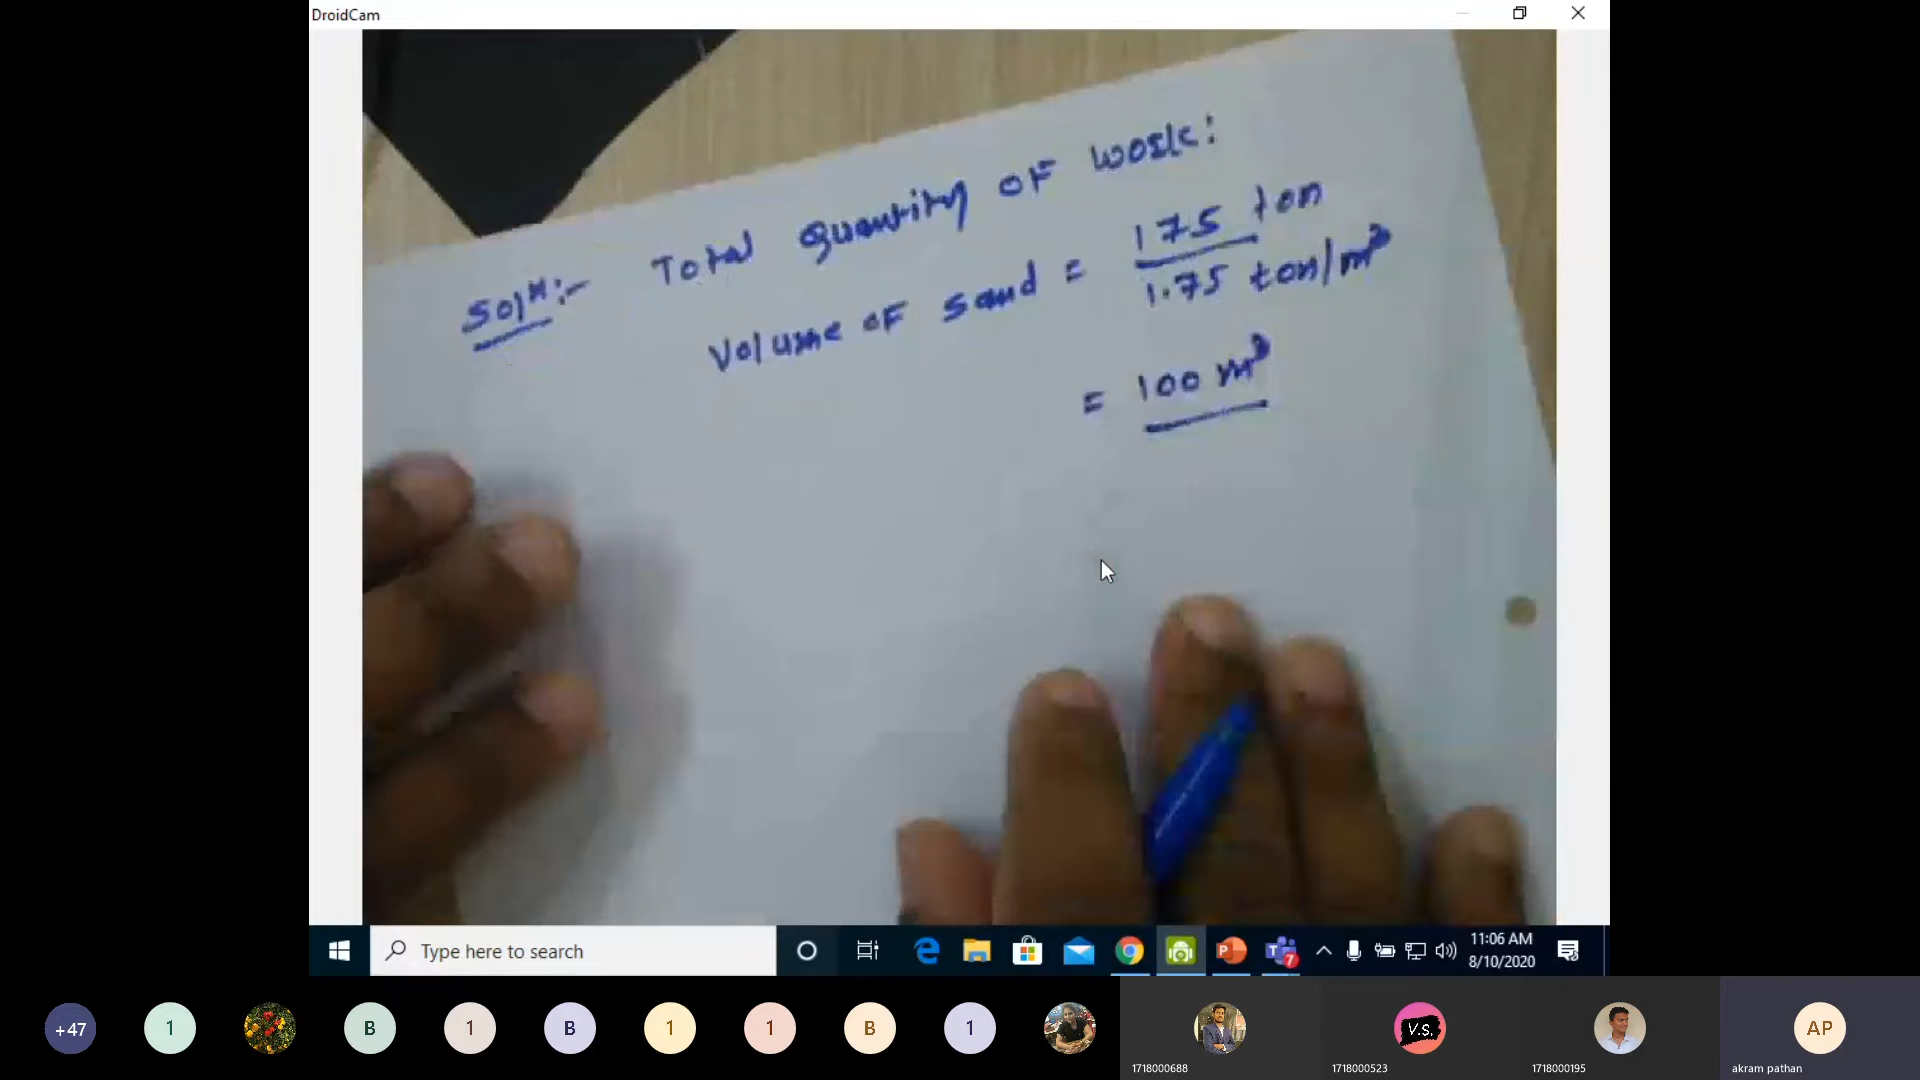 DroidCam
Total Quantity OF work:
Solⁿ:-
Volume OF sand = 175 ton
1.75 ton/m³
= 100 m³
Type here to search
7
11:06 AM
8/10/2020
+47
1
B
1
B
1
1
B
1
V.S.
AP
1718000688
1718000523
1718000195
akram pathan